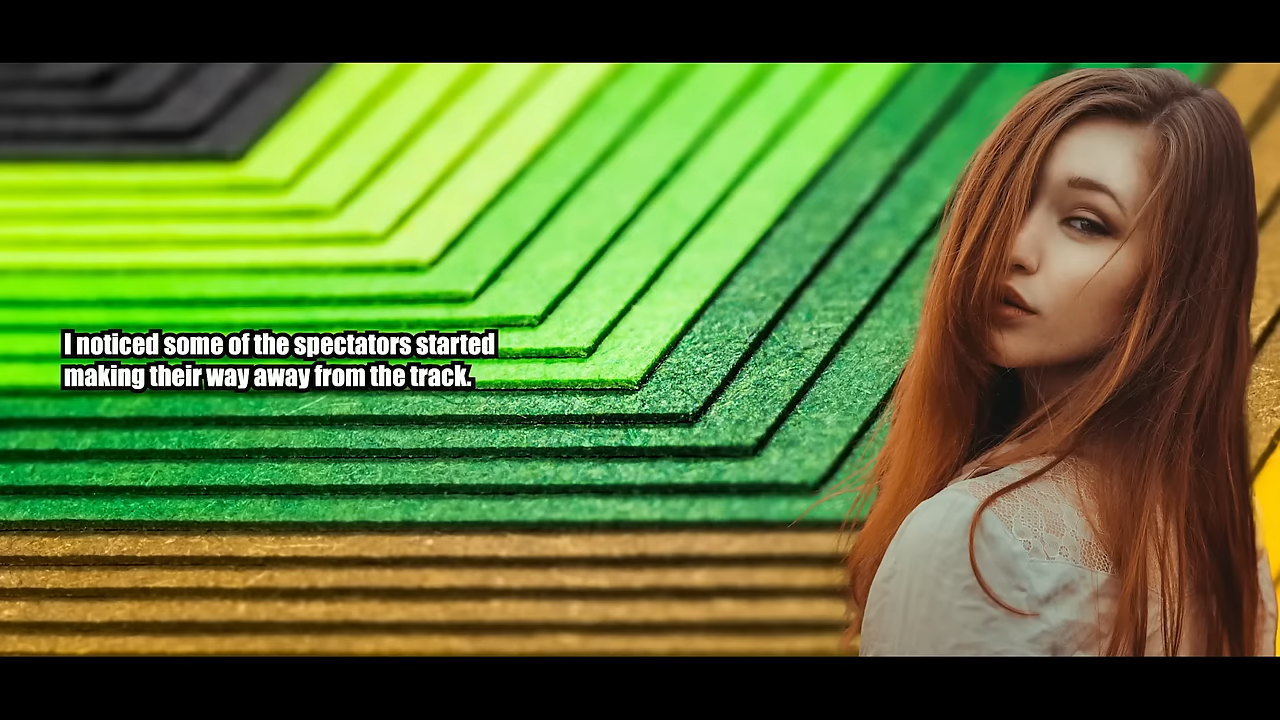 I noticed some of the spectators started
making their way away from the track.